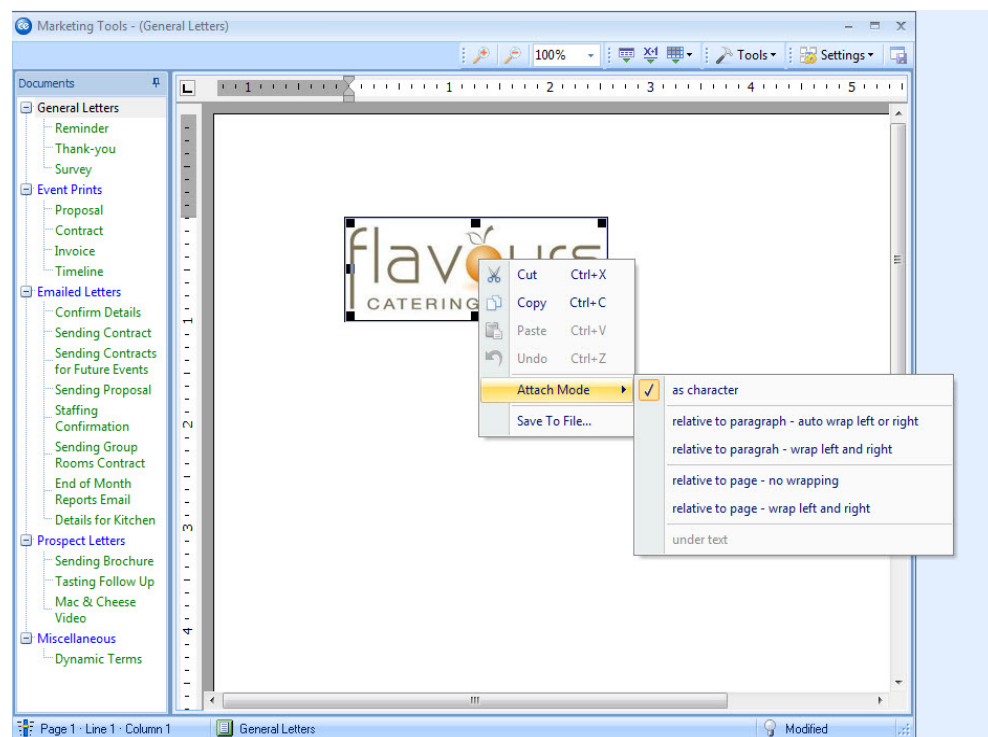 Marketing Tools - (General Letters)
100%
Tools
Settings
Documents
1 1 2 3 4 5
General Letters
Reminder
Thank-you
Survey
Event Prints
Proposal
Contract
Invoice
Timeline
Emailed Letters
Confirm Details
Sending Contract
Sending Contracts
for Future Events
Sending Proposal
Staffing
Confirmation
Sending Group
Rooms Contract
End of Month
Reports Email
Details for Kitchen
Prospect Letters
Sending Brochure
Tasting Follow Up
Mac & Cheese
Video
Miscellaneous
Dynamic Terms
1
2
3
4
flavours
CATERING
Cut Ctrl+X
Copy Ctrl+C
Paste Ctrl+V
Undo Ctrl+Z
Attach Mode
Save To File...
as character
relative to paragraph - auto wrap left or right
relative to paragrah - wrap left and right
relative to page - no wrapping
relative to page - wrap left and right
under text
Page 1 · Line 1 · Column 1
General Letters
Modified